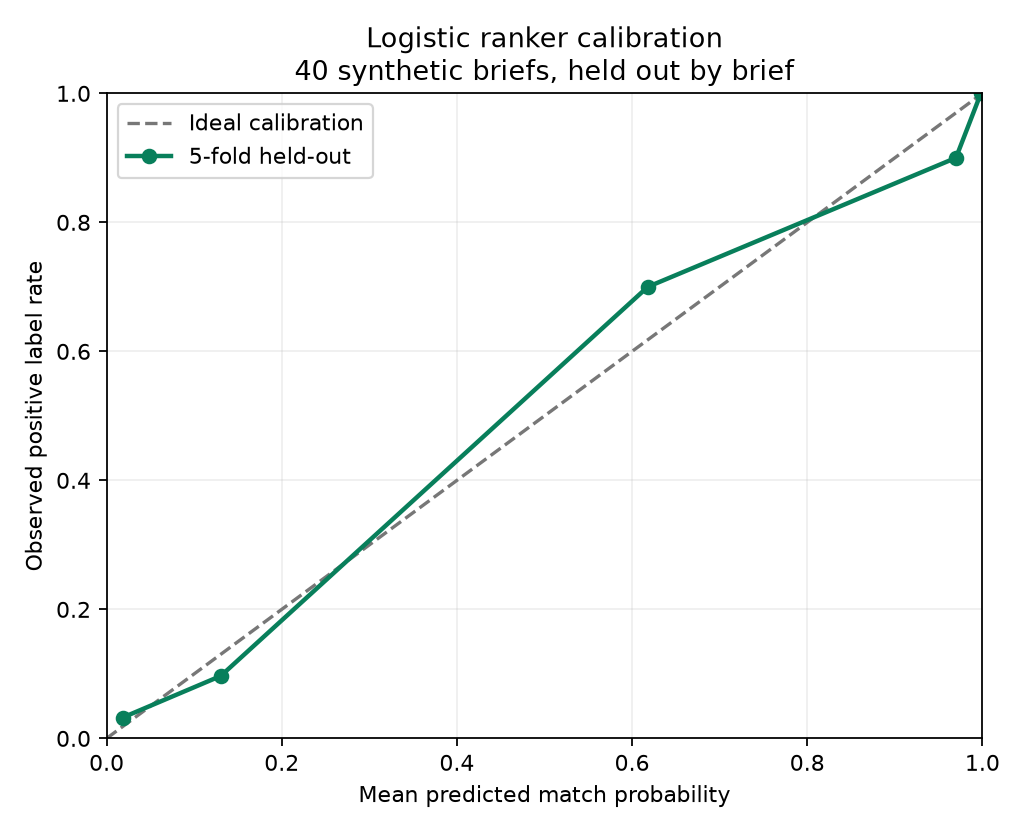 Logistic ranker calibration
40 synthetic briefs, held out by brief
Ideal calibration
5-fold held-out
Observed positive label rate
1.0
0.8
0.6
0.4
0.2
0.0
0.0 0.2 0.4 0.6 0.8 1.0
Mean predicted match probability